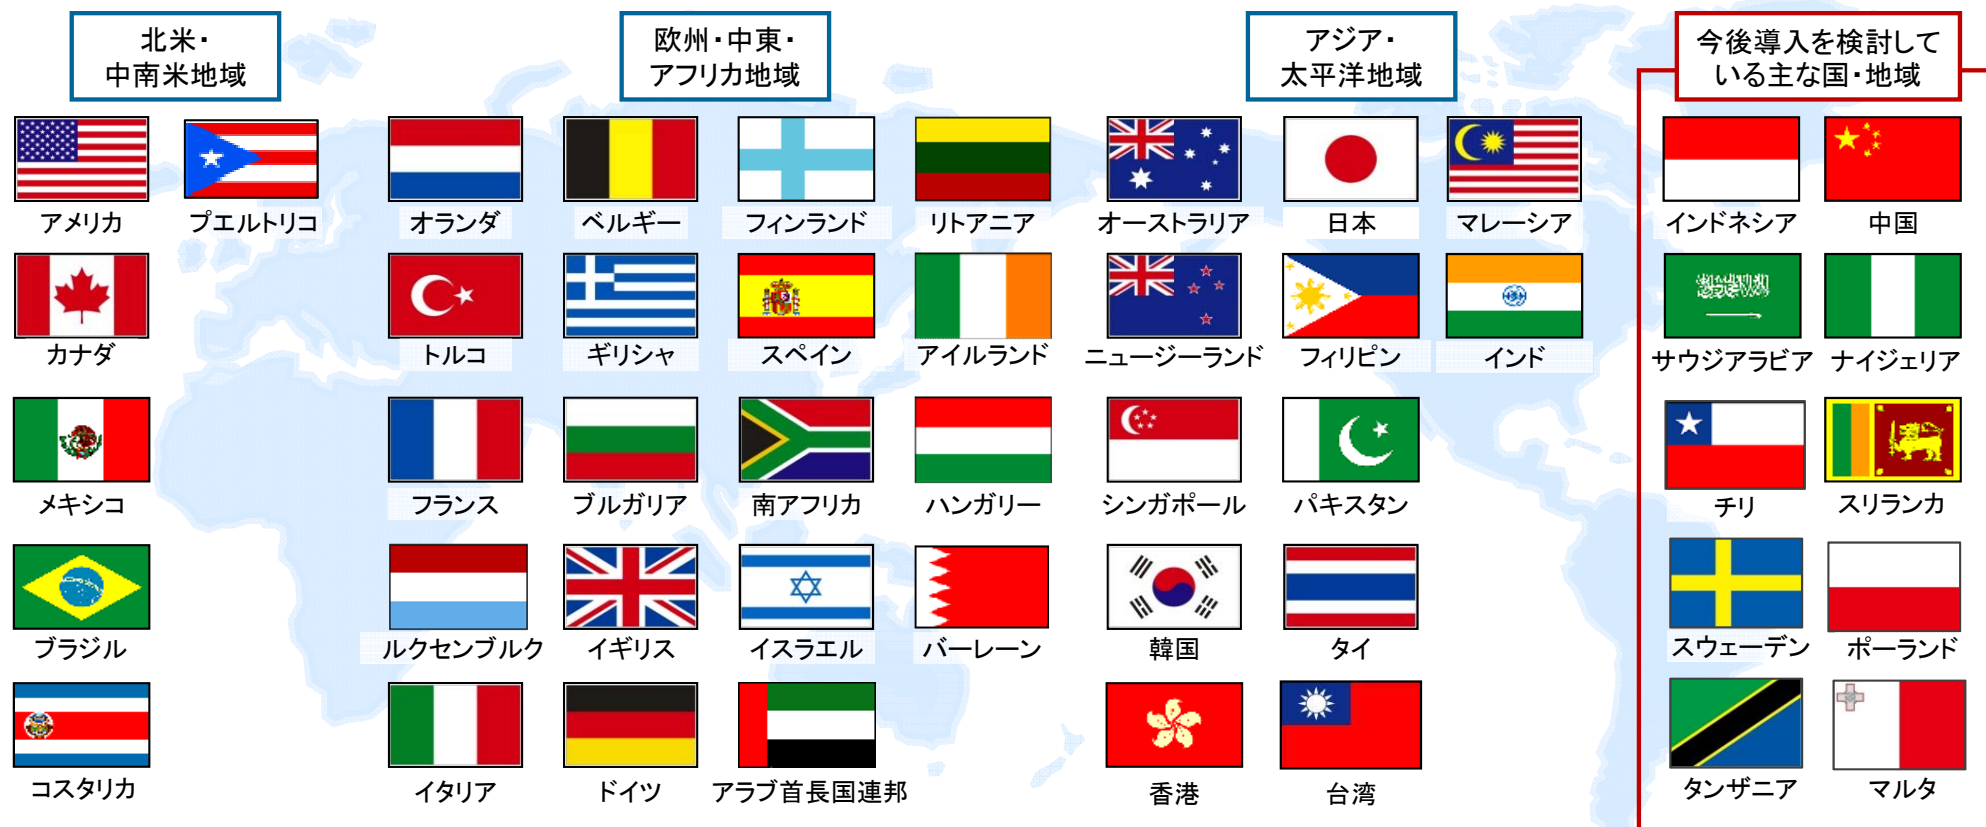 北米・
中南米地域
欧州・中東・
アフリカ地域
アジア・
太平洋地域
今後導入を検討して
いる主な国・地域
アメリカ
プエルトリコ
オランダ
ベルギー
フィンランド
リトアニア
オーストラリア
日本
マレーシア
インドネシア
中国
カナダ
トルコ
ギリシャ
スペイン
アイルランド
ニュージーランド
フィリピン
インド
サウジアラビア
ナイジェリア
メキシコ
フランス
ブルガリア
南アフリカ
ハンガリー
シンガポール
パキスタン
チリ
スリランカ
ブラジル
ルクセンブルク
イギリス
イスラエル
バーレーン
韓国
タイ
スウェーデン
ポーランド
コスタリカ
イタリア
ドイツ
アラブ首長国連邦
香港
台湾
タンザニア
マルタ